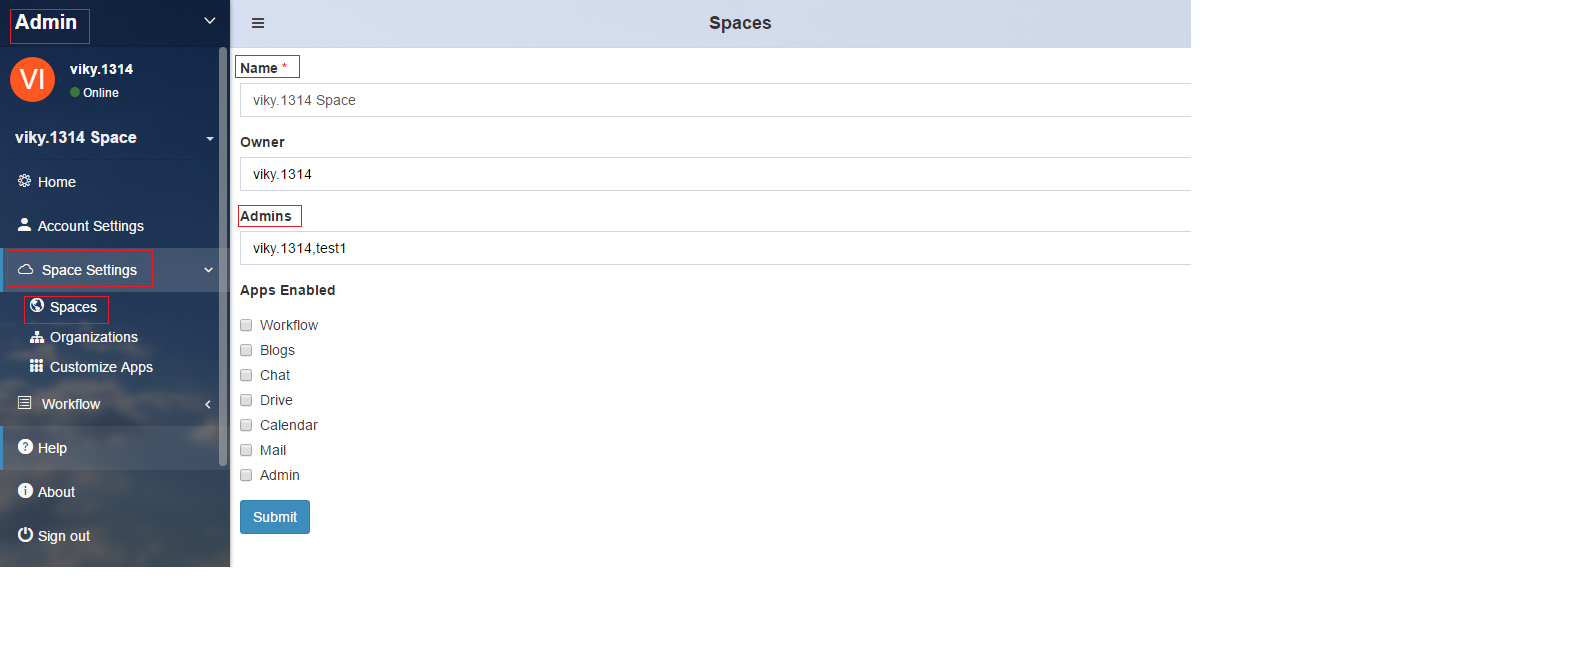 Admin
VI
viky.1314
Online
viky.1314 Space
Home
Account Settings
Space Settings
Spaces
Organizations
Customize Apps
Workflow
Help
About
Sign out
Spaces
Name *
viky.1314 Space
Owner
viky.1314
Admins
viky.1314,test1
Apps Enabled
Workflow
Blogs
Chat
Drive
Calendar
Mail
Admin
Submit